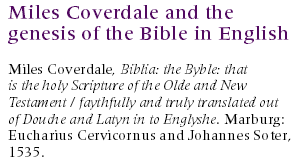 Miles Coverdale and the
genesis of the Bible in English
Miles Coverdale, Biblia: the Byble: that
is the holy Scripture of the Olde and New
Testament / faythfully and truly translated out
of Douche and Latyn in to Englyshe. Marburg:
Eucharius Cervicornus and Johannes Soter,
1535.